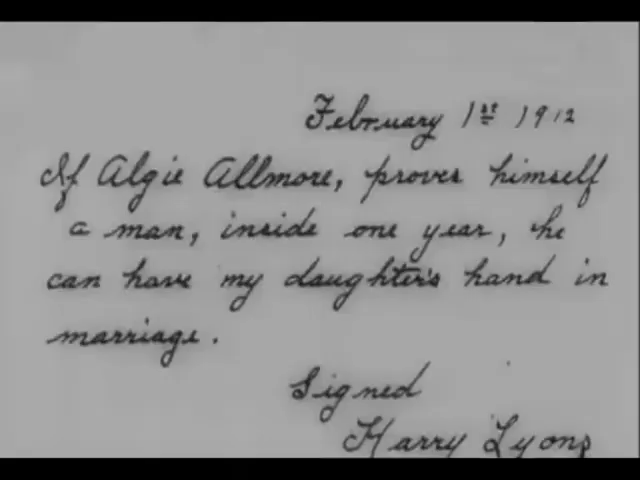 February 1st 1912
If Algie Allmore, proves himself
a man, inside one year, he
can have my daughter's hand in
marriage.
Signed
Harry Lyons